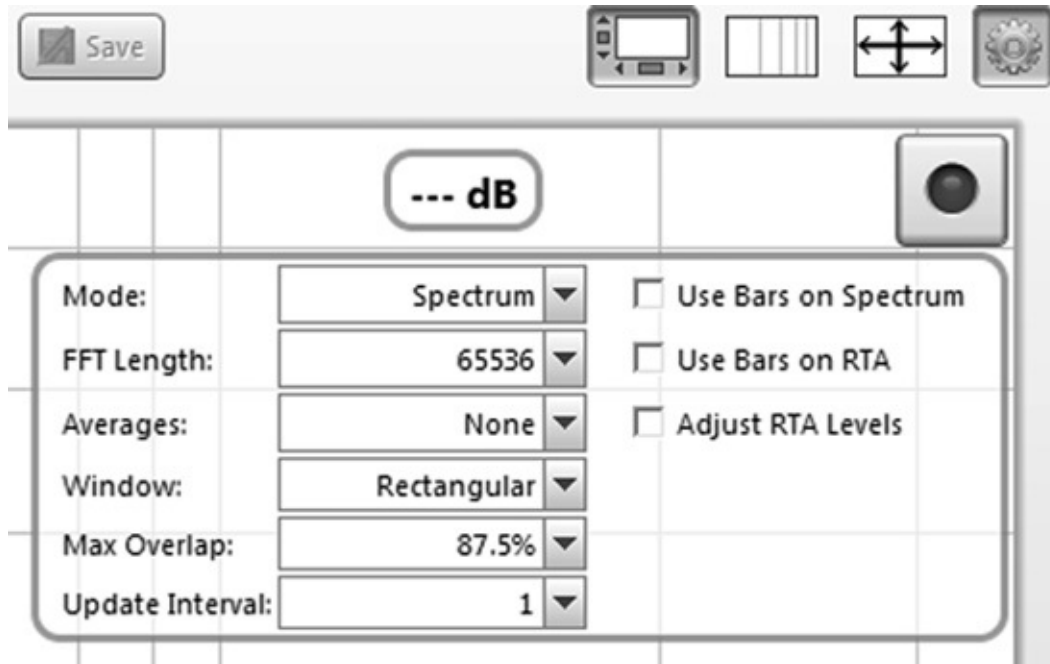 Save
--- dB
Mode: Spectrum Use Bars on Spectrum
FFT Length: 65536 Use Bars on RTA
Averages: None Adjust RTA Levels
Window: Rectangular
Max Overlap: 87.5%
Update Interval: 1